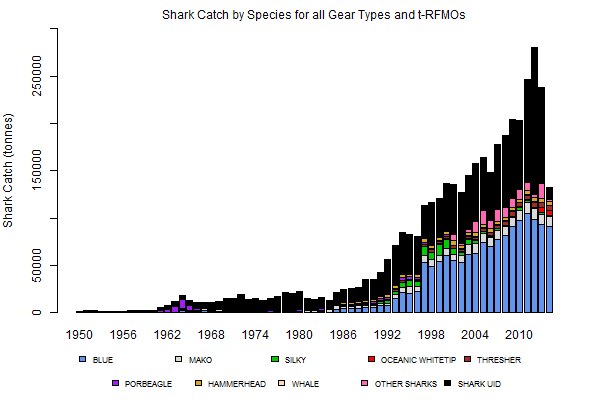 Shark Catch by Species for all Gear Types and t-RFMOs
Shark Catch (tonnes)
250000
150000
50000
0
1950 1956 1962 1968 1974 1980 1986 1992 1998 2004 2010
BLUE MAKO SILKY OCEANIC WHITETIP THRESHER
PORBEAGLE HAMMERHEAD WHALE OTHER SHARKS SHARK UID